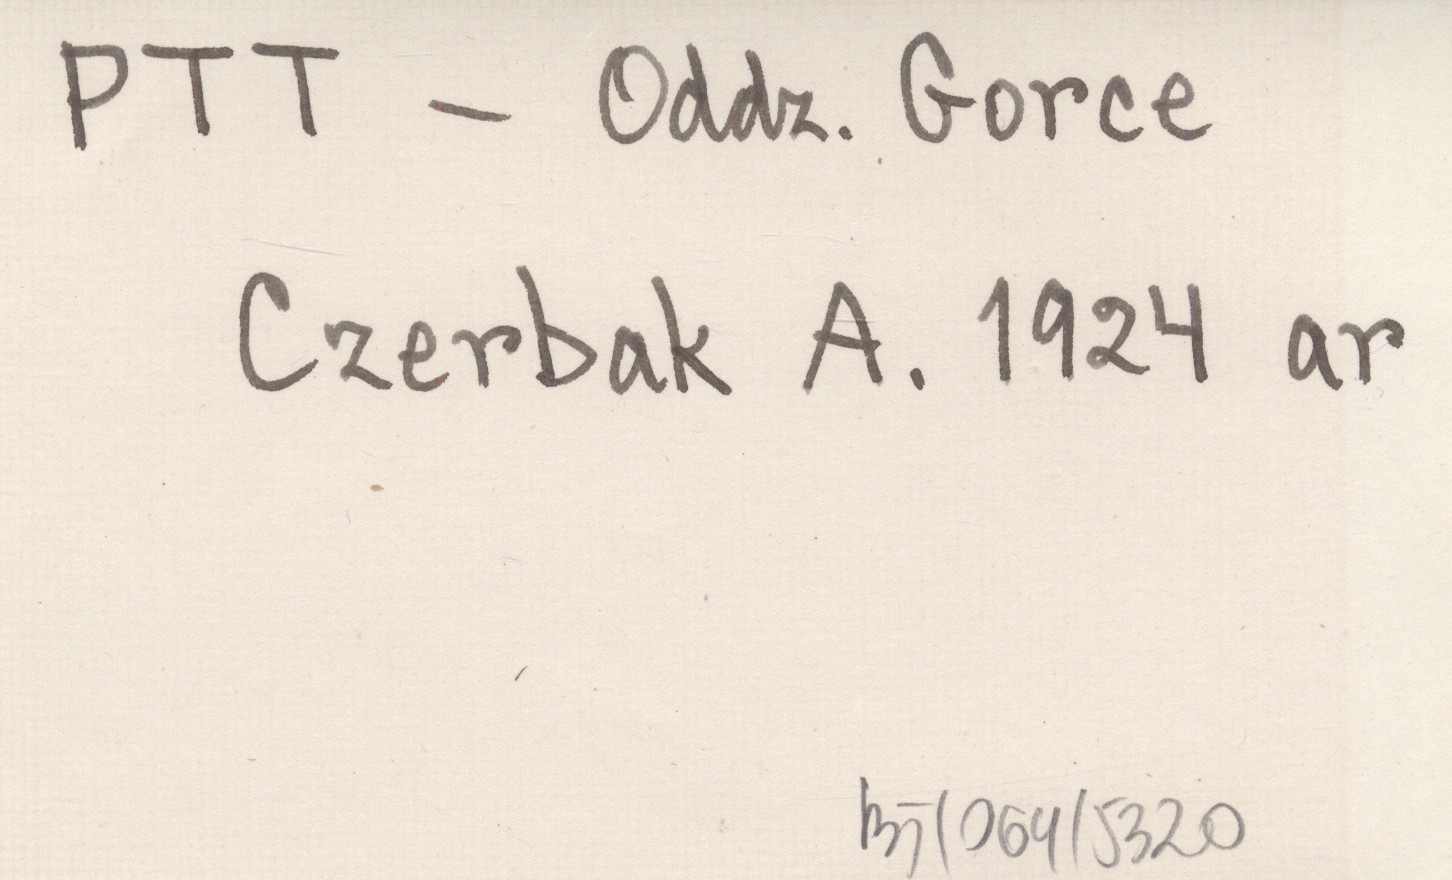 PTT - Oddz. Gorce
Czerbak A. 1924 ar
BJ/064/5320